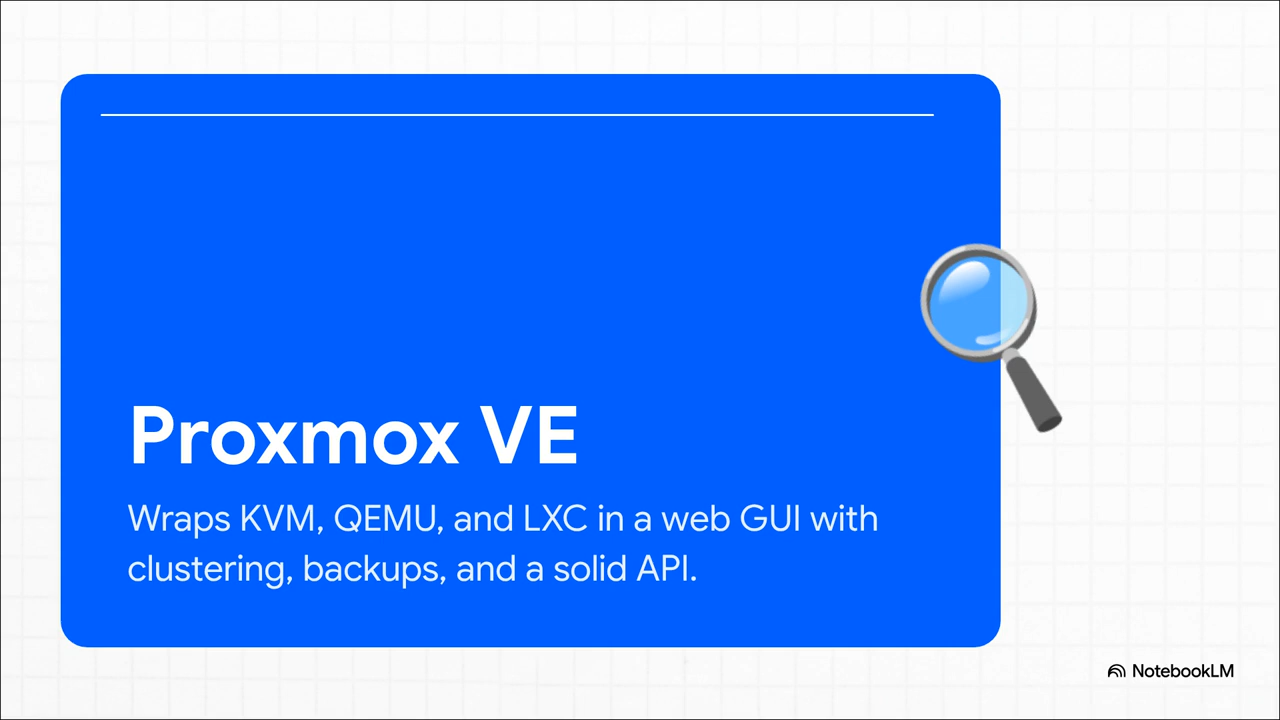 Proxmox VE
Wraps KVM, QEMU, and LXC in a web GUI with
clustering, backups, and a solid API.
NotebookLM